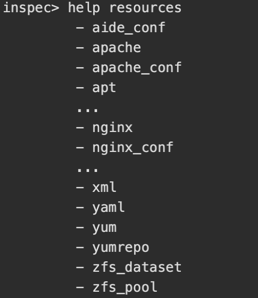 inspec> help resources
- aide_conf
- apache
- apache_conf
- apt
...
- nginx
- nginx_conf
...
- xml
- yaml
- yum
- yumrepo
- zfs_dataset
- zfs_pool